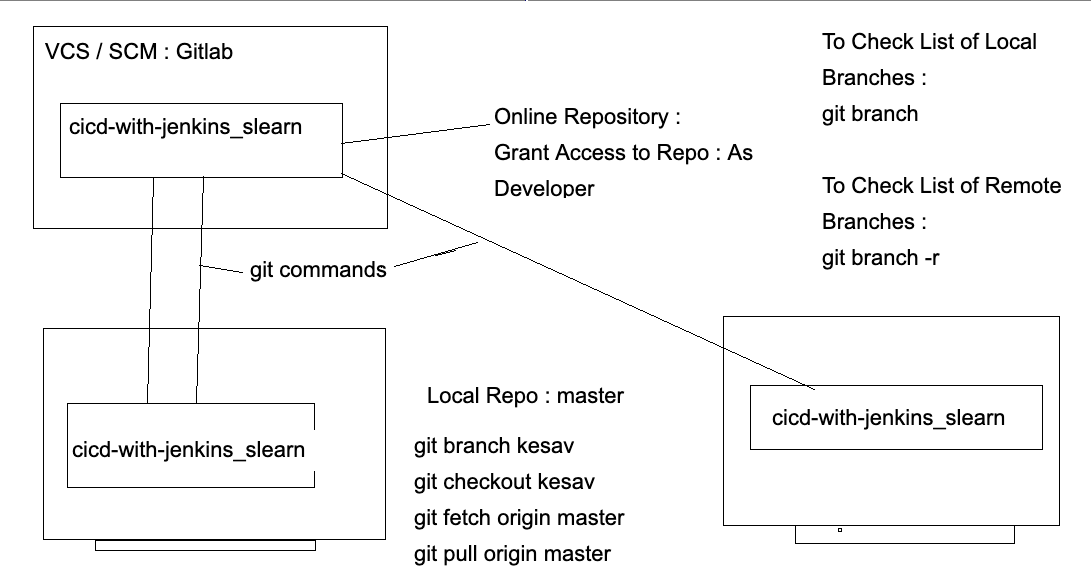 VCS / SCM : Gitlab
cicd-with-jenkins_slearn
Online Repository :
Grant Access to Repo : As
Developer
To Check List of Local
Branches :
git branch
To Check List of Remote
Branches :
git branch -r
git commands
cicd-with-jenkins_slearn
Local Repo : master
git branch kesav
git checkout kesav
git fetch origin master
git pull origin master
cicd-with-jenkins_slearn